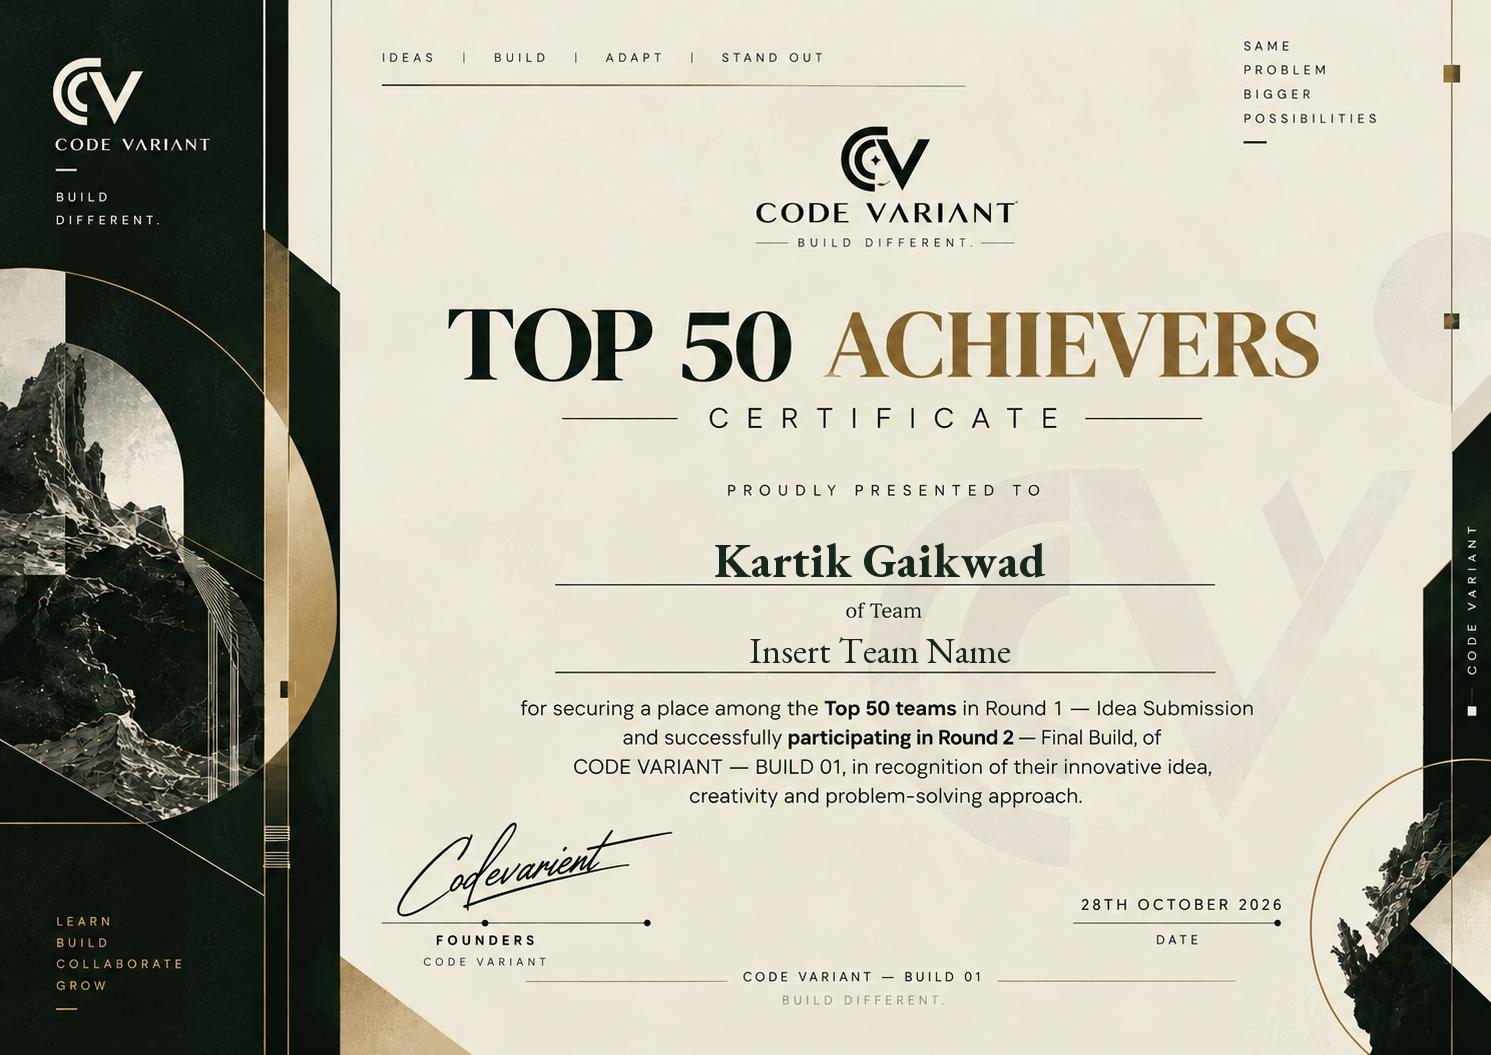 CV
CODE VARIANT
BUILD
DIFFERENT.
IDEAS | BUILD | ADAPT | STAND OUT
SAME
PROBLEM
BIGGER
POSSIBILITIES
CV
CODE VARIANT
BUILD DIFFERENT.
TOP 50 ACHIEVERS
CERTIFICATE
PROUDLY PRESENTED TO
Kartik Gaikwad
of Team
Insert Team Name
for securing a place among the Top 50 teams in Round 1 — Idea Submission
and successfully participating in Round 2 — Final Build, of
CODE VARIANT — BUILD 01, in recognition of their innovative idea,
creativity and problem-solving approach.
Codevarient
FOUNDERS
CODE VARIANT
28TH OCTOBER 2026
DATE
CODE VARIANT — BUILD 01
BUILD DIFFERENT.
LEARN
BUILD
COLLABORATE
GROW
CODE VARIANT